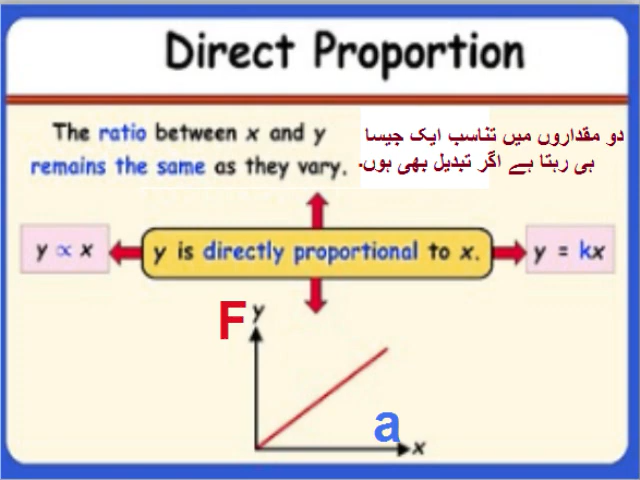 Direct Proportion
The ratio between x and y
remains the same as they vary.
دو مقداروں میں تناسب ایک جیسا
ہی رہتا ہے اگر تبدیل بھی ہوں.
y ∝ x
y is directly proportional to x.
y = kx
F
y
a
x